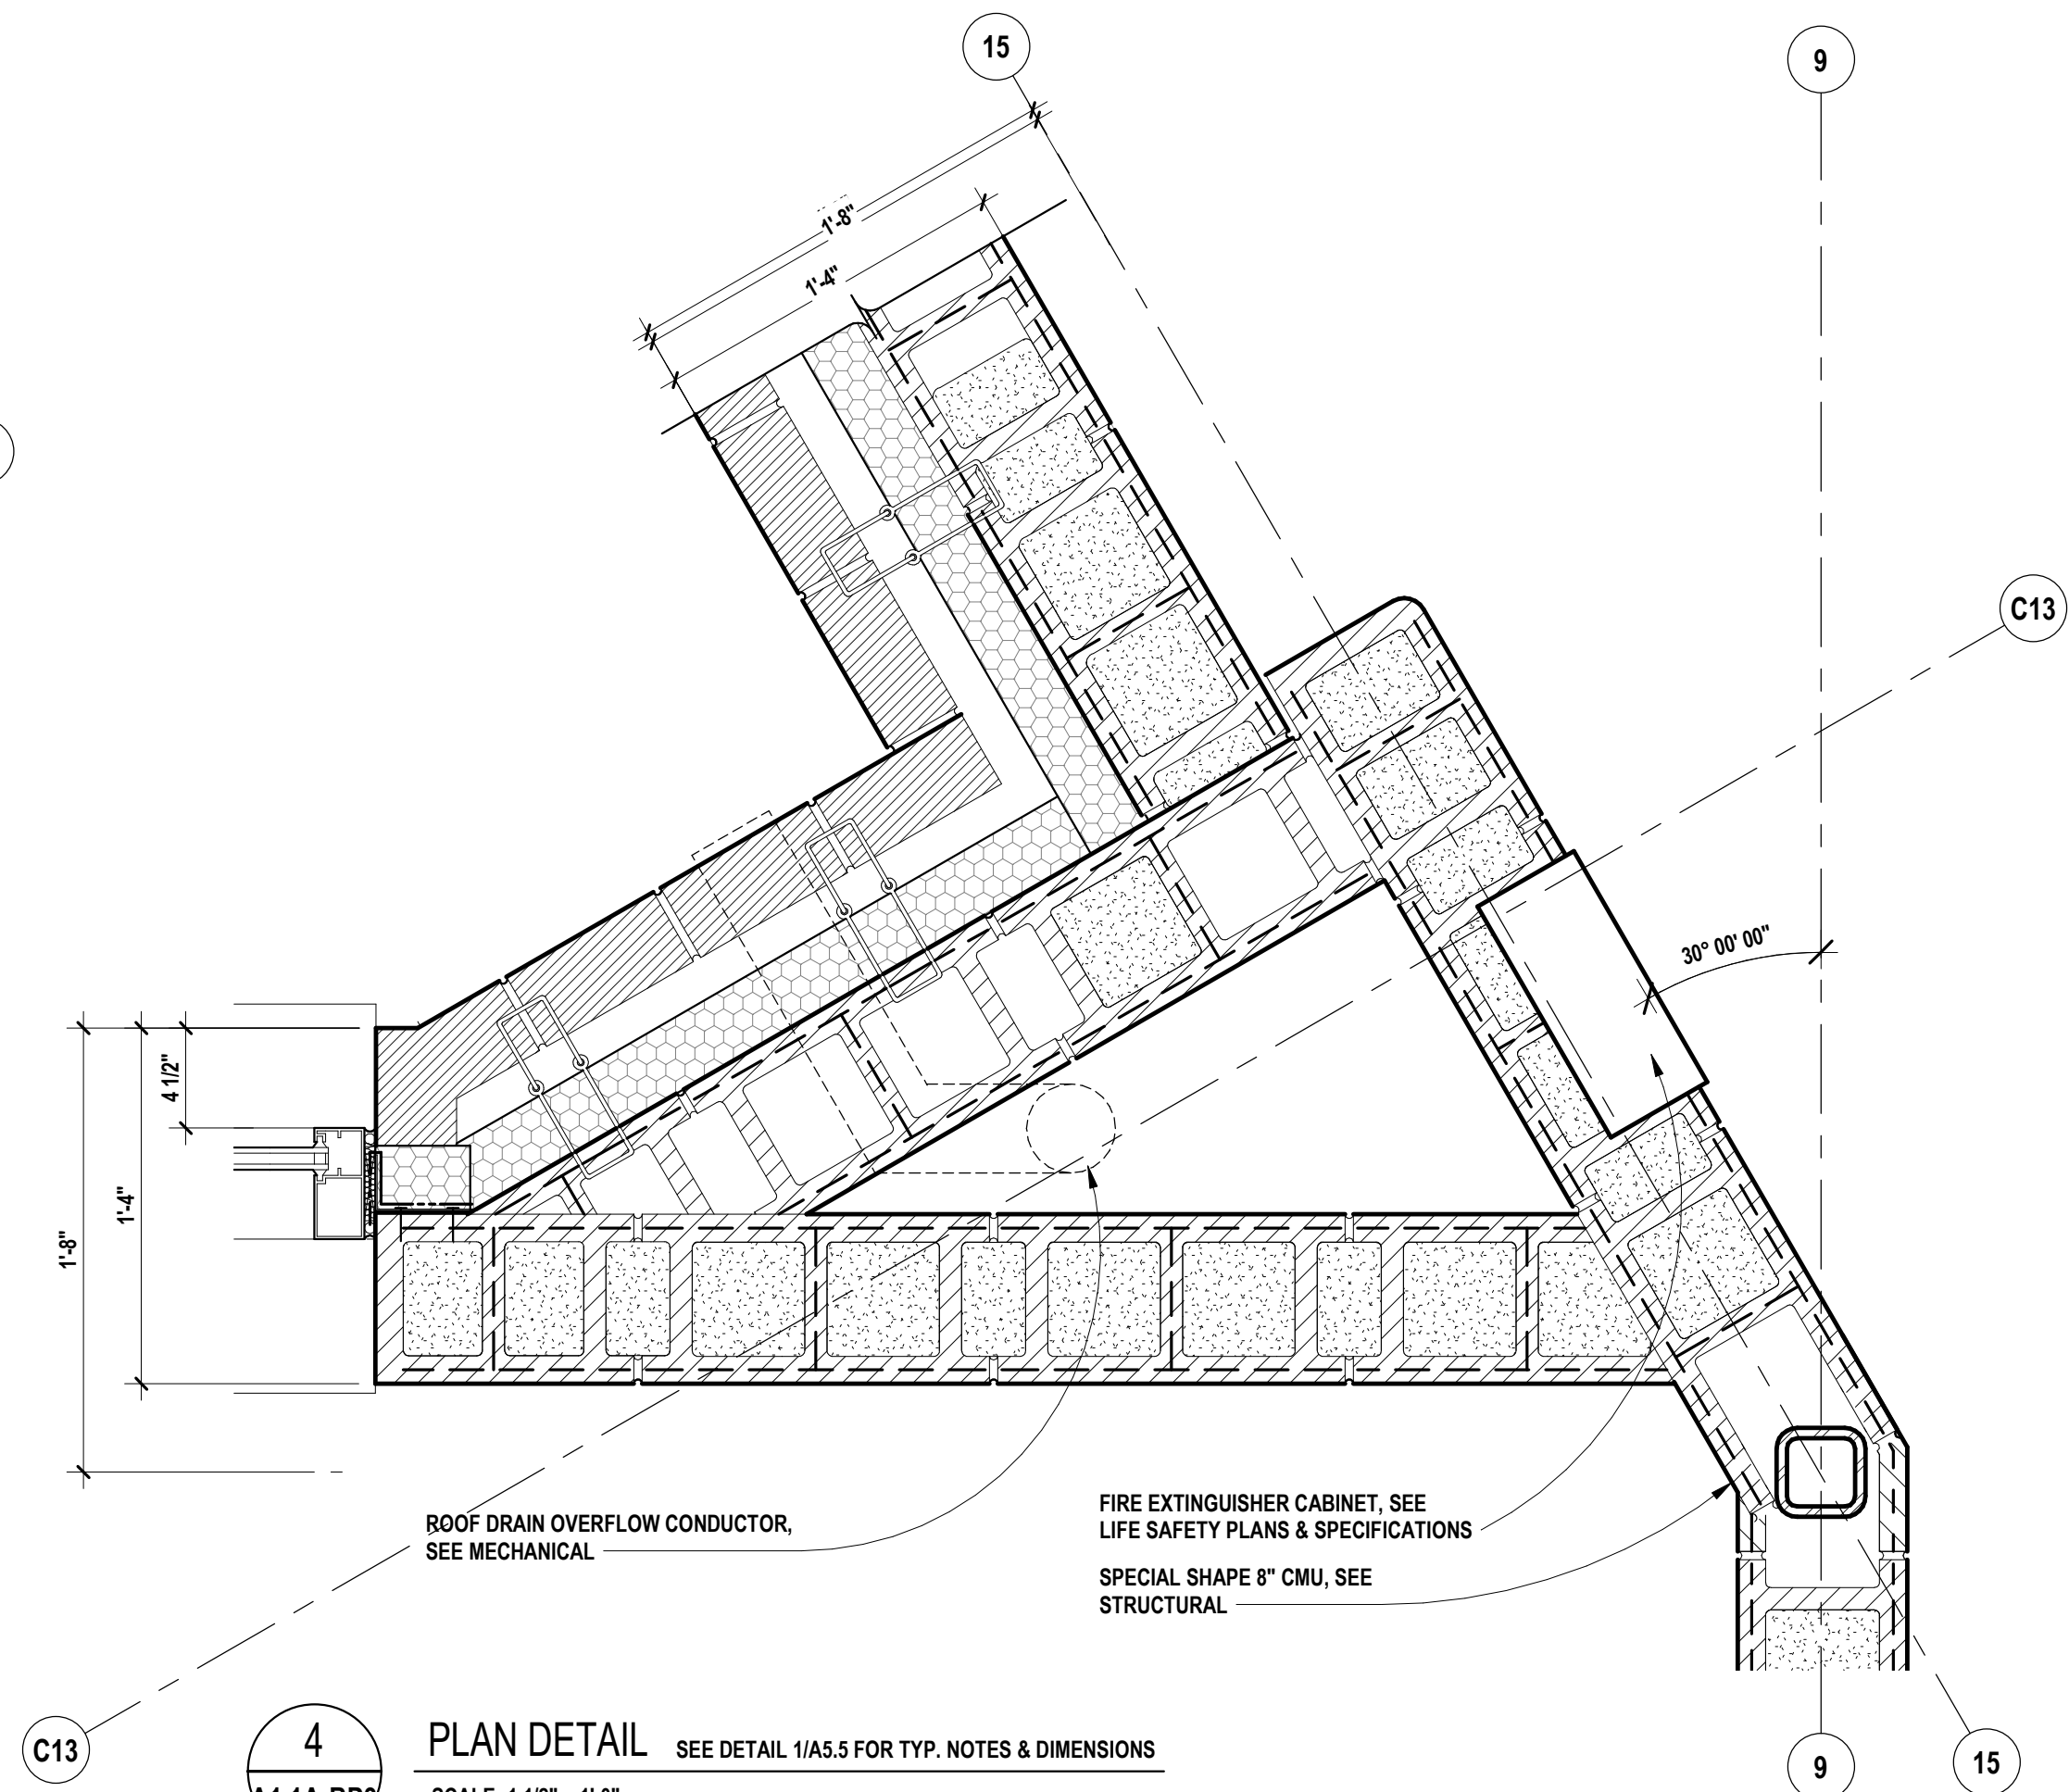 15
9
1'-8"
1'-4"
C13
30° 00' 00"
4 1/2"
1'-4"
1'-8"
ROOF DRAIN OVERFLOW CONDUCTOR,
SEE MECHANICAL
FIRE EXTINGUISHER CABINET, SEE
LIFE SAFETY PLANS & SPECIFICATIONS
SPECIAL SHAPE 8" CMU, SEE
STRUCTURAL
C13
4
PLAN DETAIL SEE DETAIL 1/A5.5 FOR TYP. NOTES & DIMENSIONS
9
15